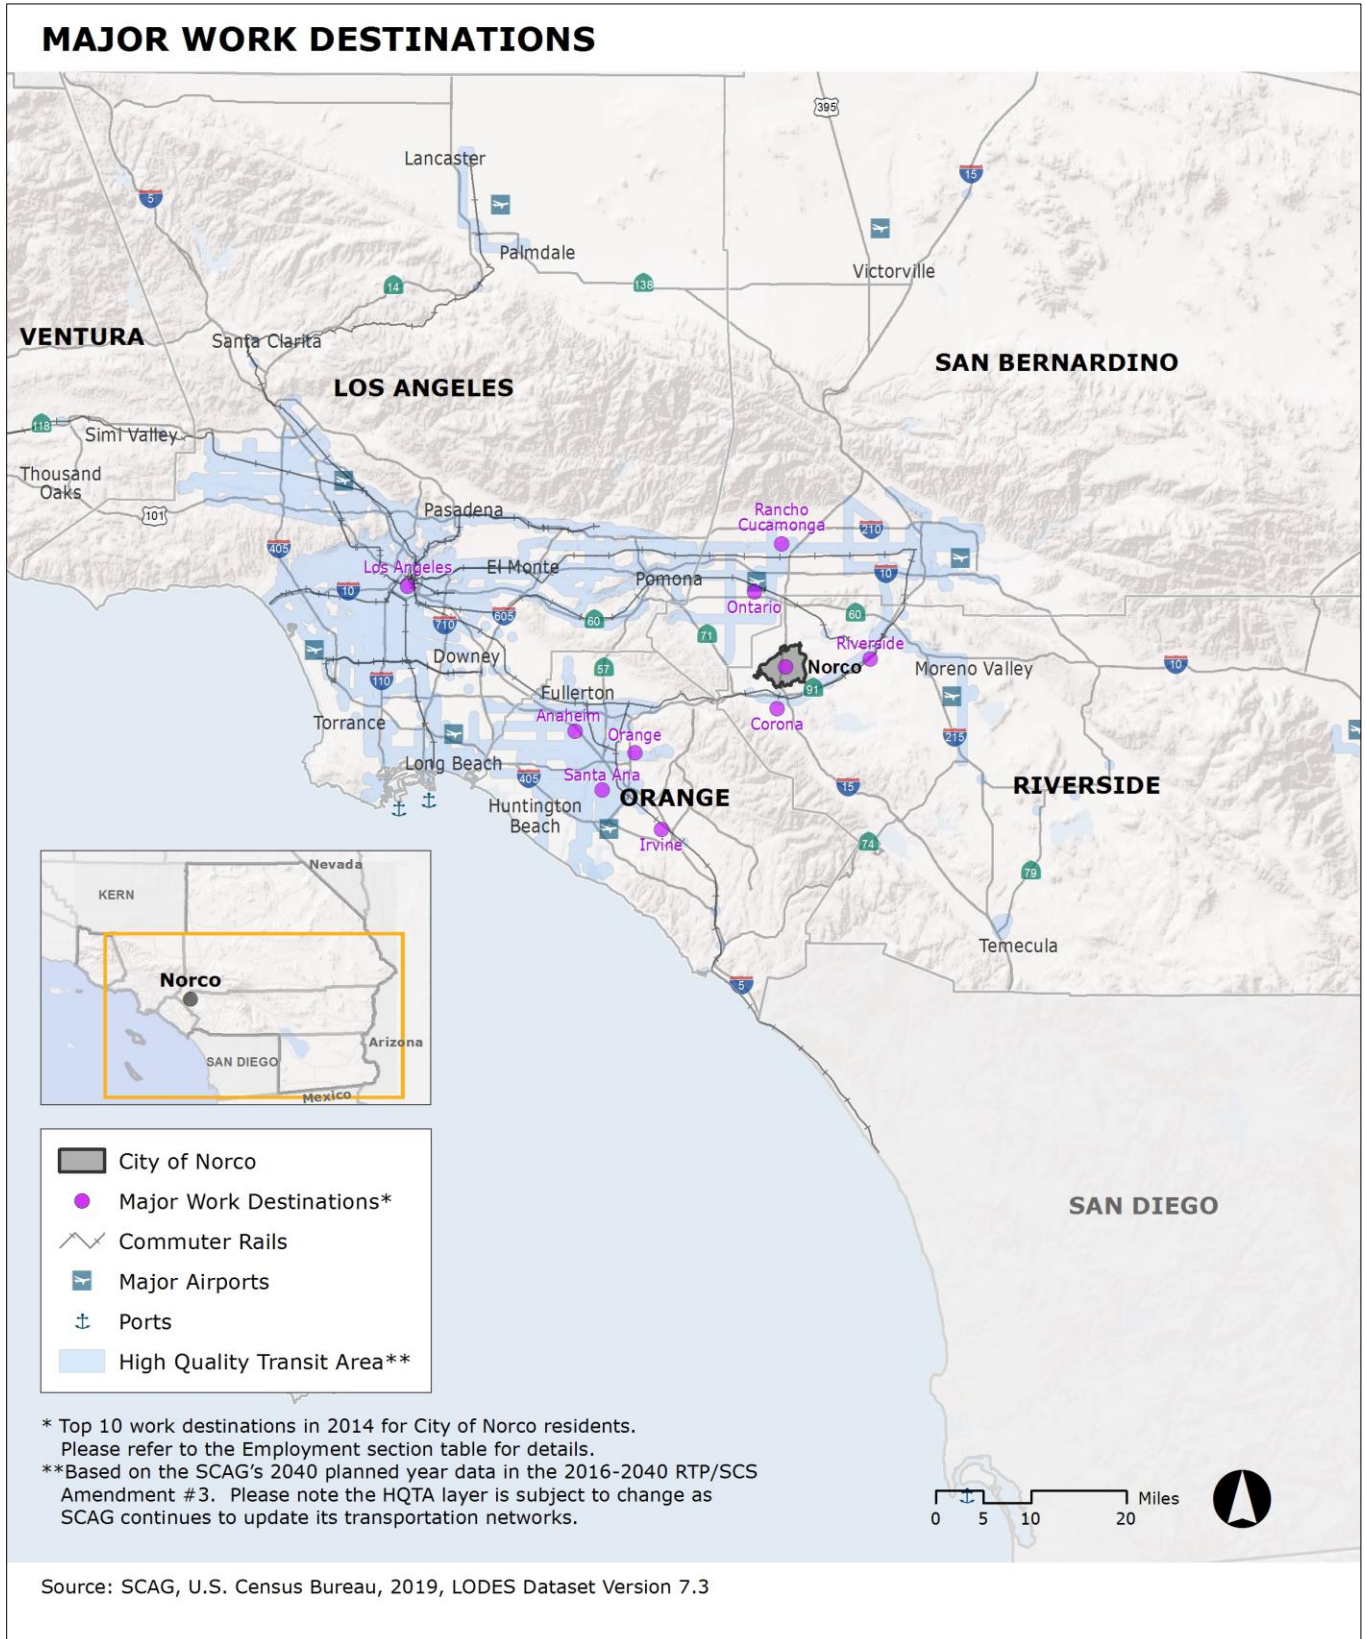 MAJOR WORK DESTINATIONS
395
Lancaster
15
5
Palmdale
Victorville
14
138
VENTURA
Santa Clarita
SAN BERNARDINO
LOS ANGELES
118
Simi Valley
Thousand
Oaks
101
Pasadena
Rancho
Cucamonga
210
405
Los Angeles
El Monte
Pomona
10
10
Ontario
605
60
60
710
71
Riverside
Downey
57
Norco
Moreno Valley
10
110
Fullerton
91
Torrance
Anaheim
Corona
Orange
215
Long Beach
405
Santa Ana
15
RIVERSIDE
Huntington
Beach
ORANGE
Irvine
74
79
Temecula
5
Nevada
KERN
Norco
SAN DIEGO
Arizona
Mexico
City of Norco
Major Work Destinations*
Commuter Rails
Major Airports
Ports
High Quality Transit Area**
SAN DIEGO
* Top 10 work destinations in 2014 for City of Norco residents.
Please refer to the Employment section table for details.
**Based on the SCAG's 2040 planned year data in the 2016-2040 RTP/SCS
Amendment #3. Please note the HQTA layer is subject to change as
SCAG continues to update its transportation networks.
Miles
0 5 10 20
Source: SCAG, U.S. Census Bureau, 2019, LODES Dataset Version 7.3